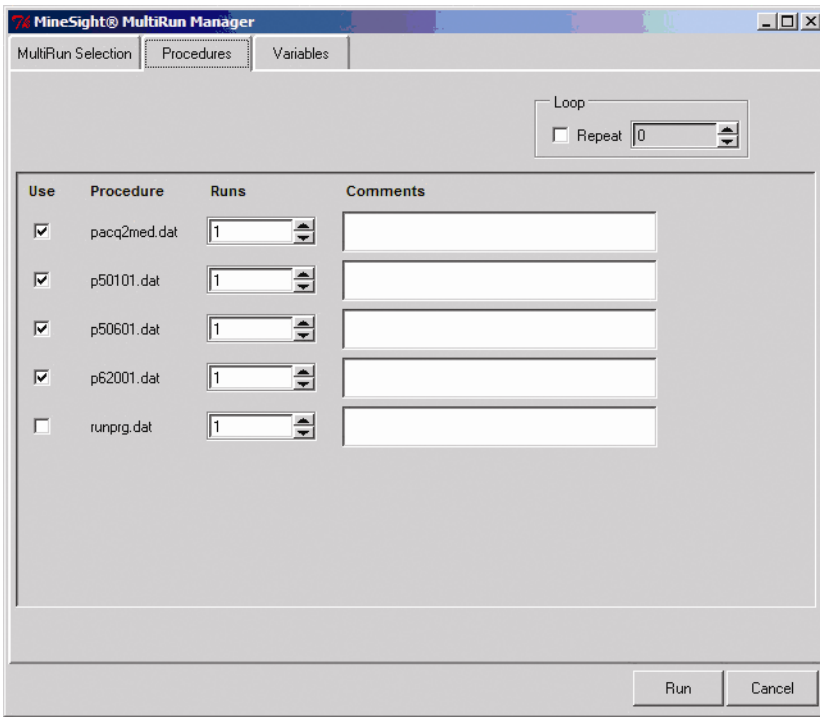 MineSight® MultiRun Manager
MultiRun Selection Procedures Variables
Loop
Repeat 0
Use Procedure Runs Comments
pacq2med.dat 1
p50101.dat 1
p50601.dat 1
p62001.dat 1
runprg.dat 1
Run Cancel